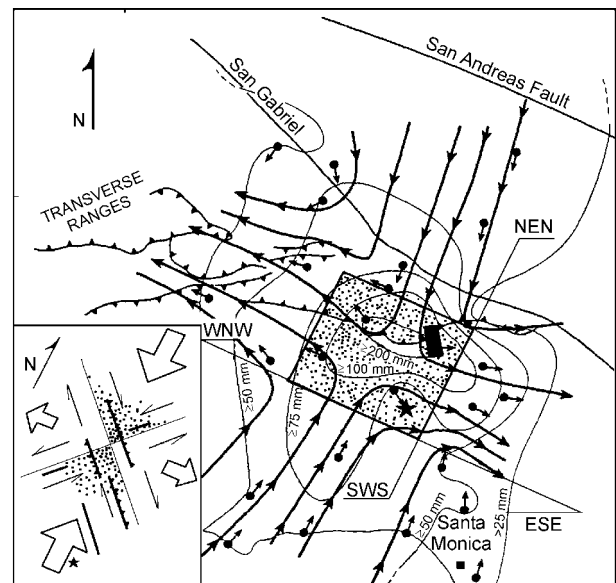 San Andreas Fault
San Gabriel
N
TRANSVERSE
RANGES
NEN
WNW
≥200 mm
≥100 mm
≥50 mm
≥75 mm
N
SWS
ESE
≥50 mm
>25 mm
Santa
Monica